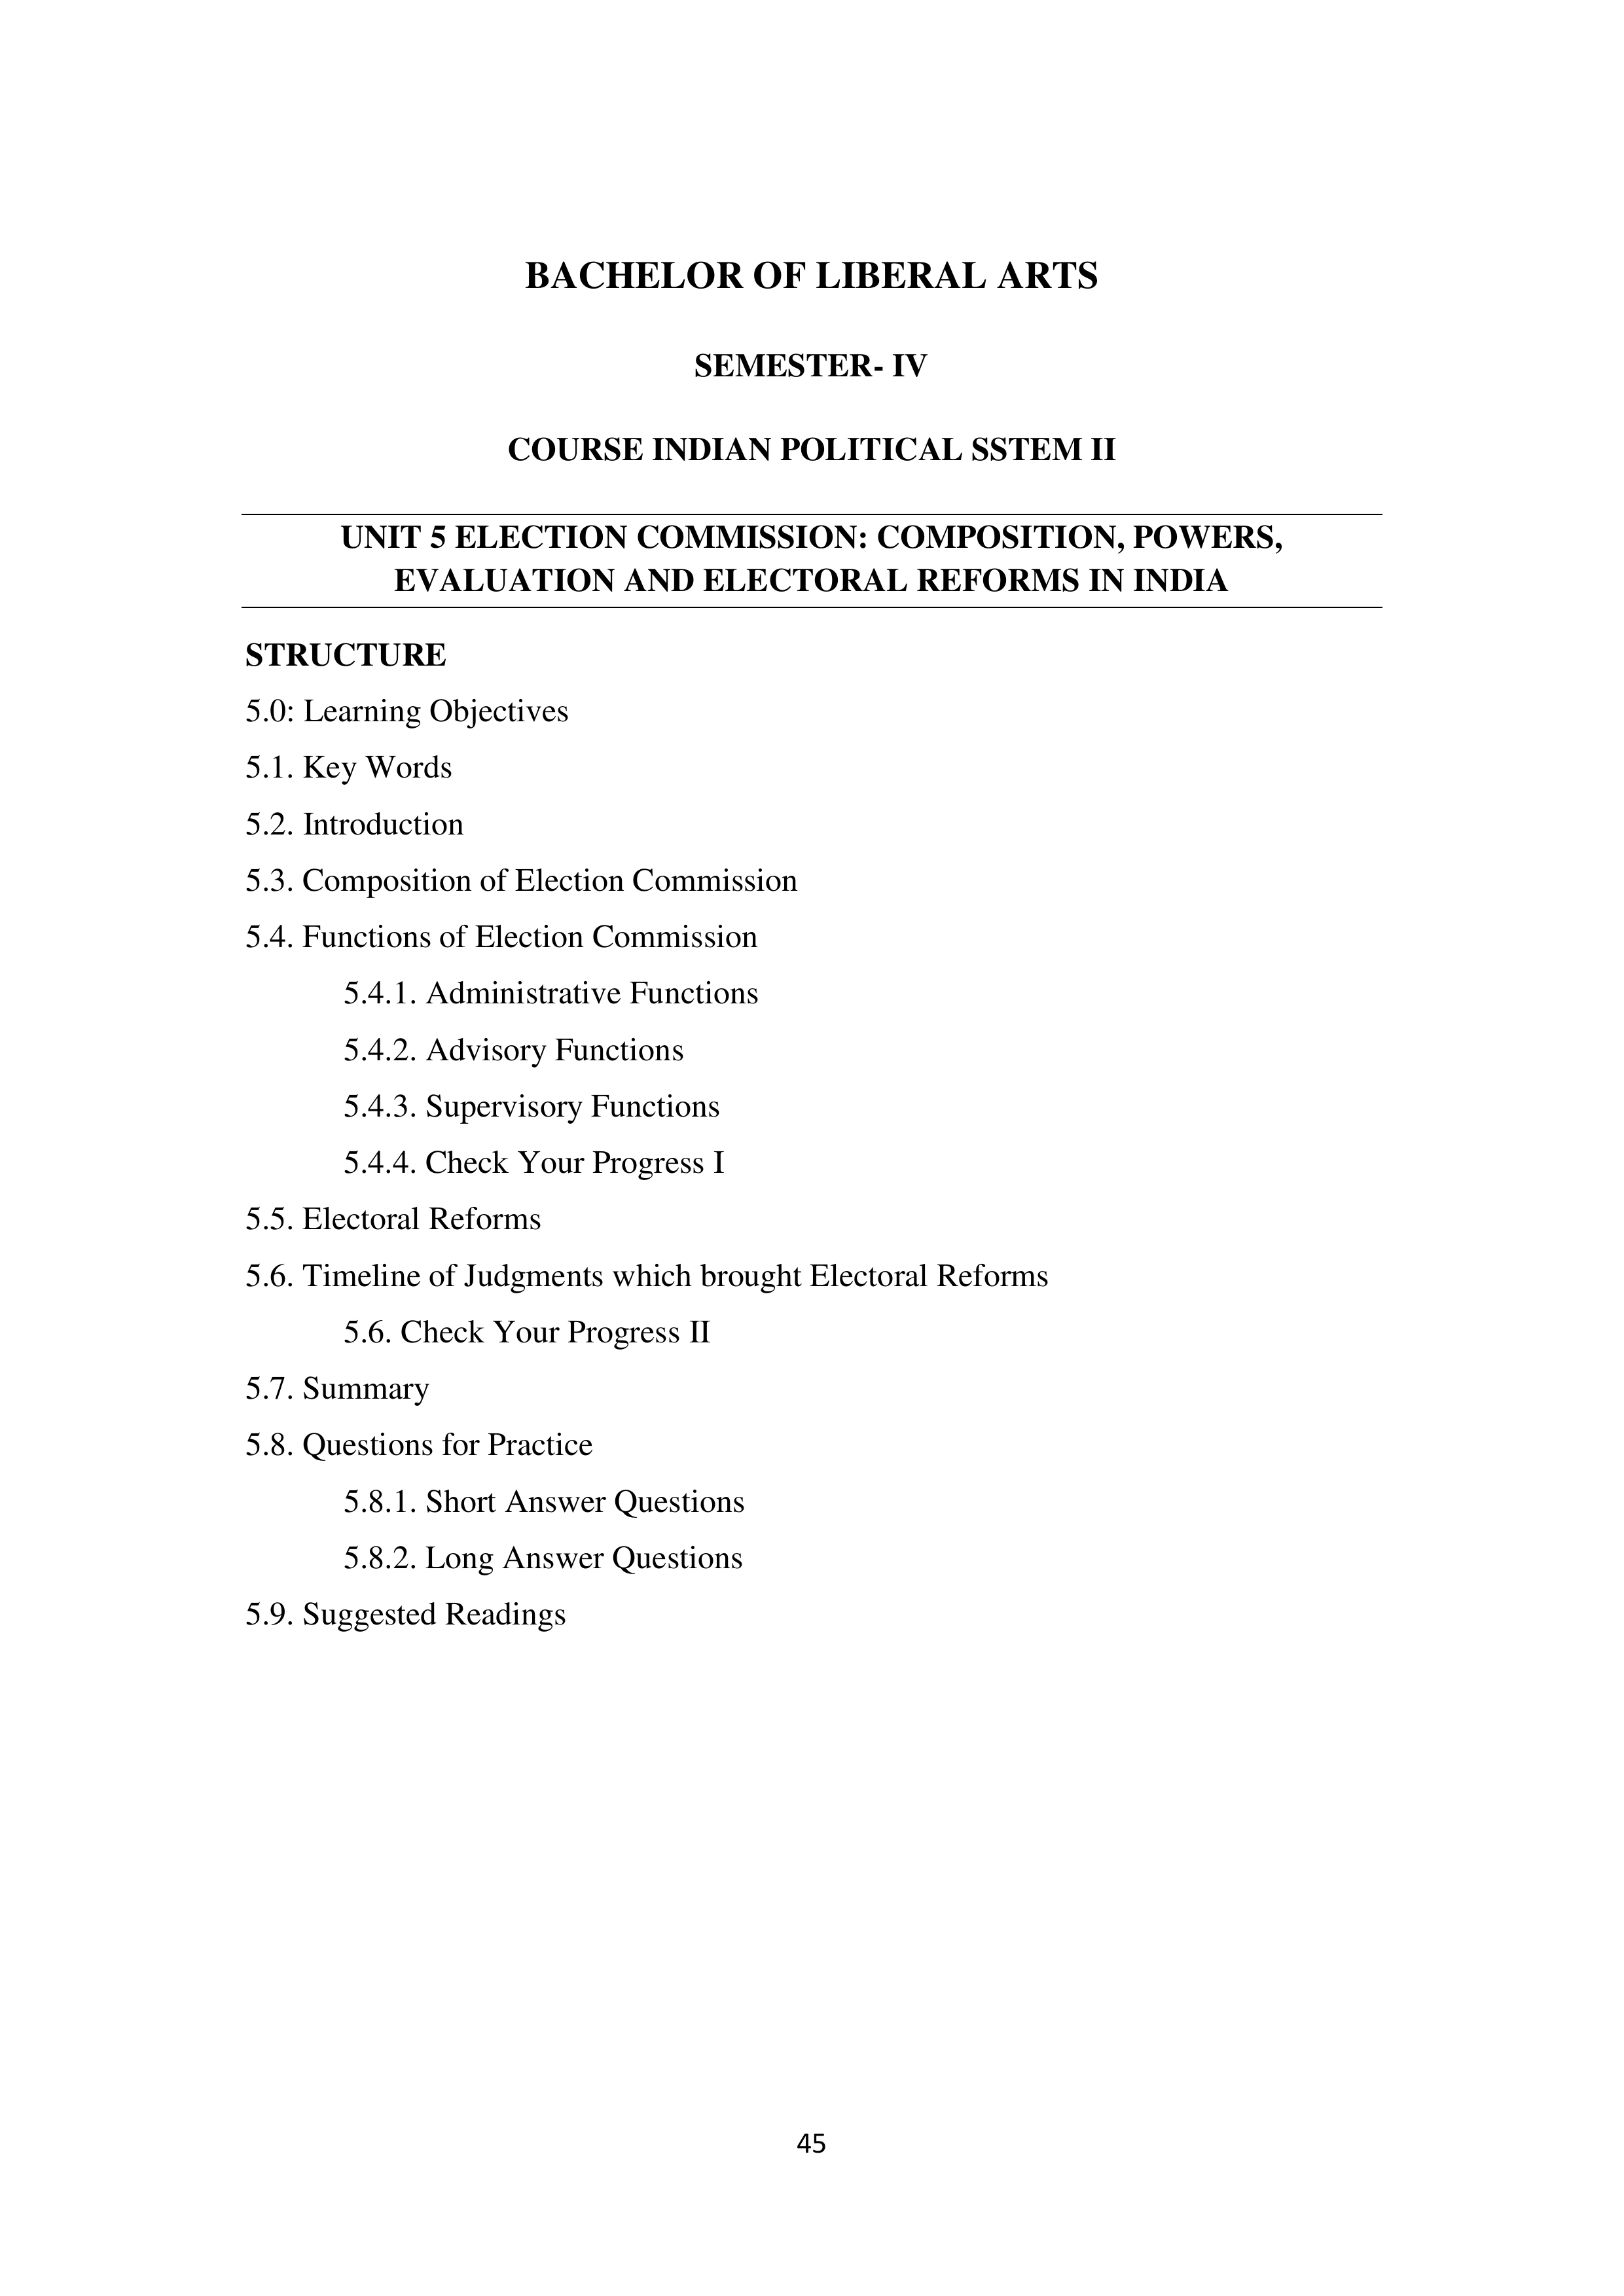 BACHELOR OF LIBERAL ARTS
SEMESTER- IV
COURSE INDIAN POLITICAL SSTEM II
UNIT 5 ELECTION COMMISSION: COMPOSITION, POWERS,
EVALUATION AND ELECTORAL REFORMS IN INDIA
STRUCTURE
5.0: Learning Objectives
5.1. Key Words
5.2. Introduction
5.3. Composition of Election Commission
5.4. Functions of Election Commission
5.4.1. Administrative Functions
5.4.2. Advisory Functions
5.4.3. Supervisory Functions
5.4.4. Check Your Progress I
5.5. Electoral Reforms
5.6. Timeline of Judgments which brought Electoral Reforms
5.6. Check Your Progress II
5.7. Summary
5.8. Questions for Practice
5.8.1. Short Answer Questions
5.8.2. Long Answer Questions
5.9. Suggested Readings
45